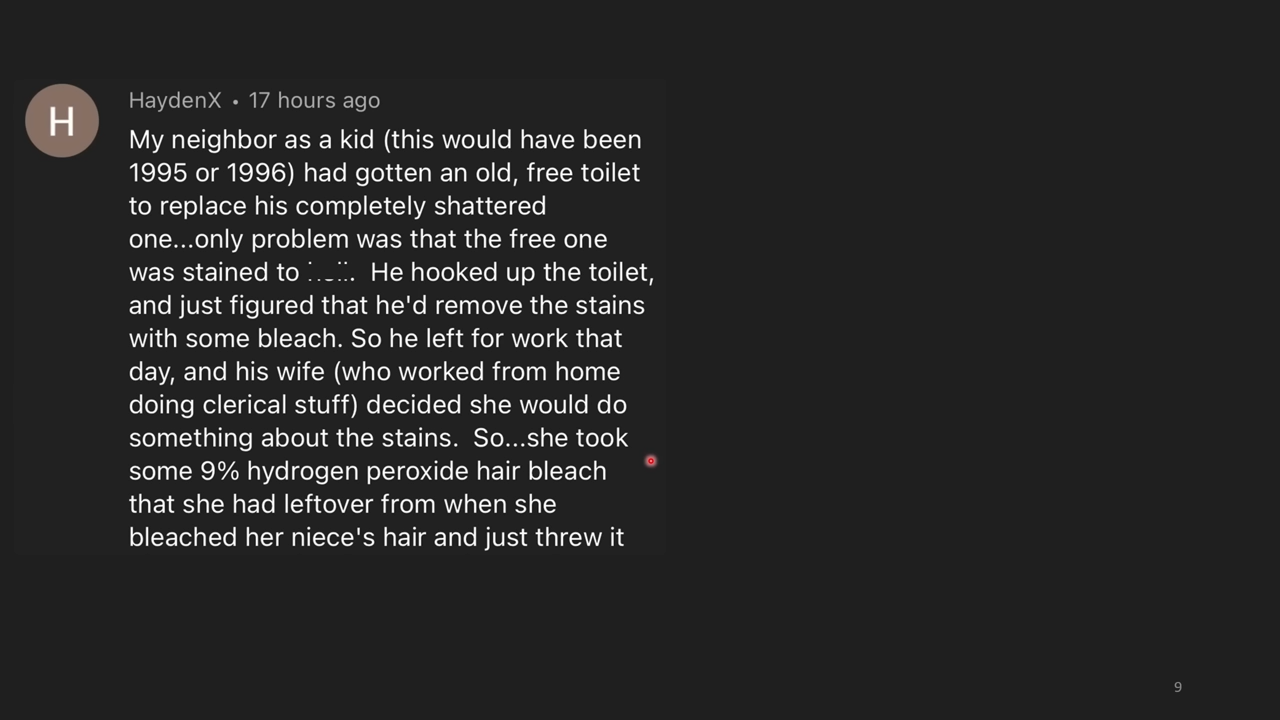 H
HaydenX • 17 hours ago
My neighbor as a kid (this would have been
1995 or 1996) had gotten an old, free toilet
to replace his completely shattered
one...only problem was that the free one
was stained to . He hooked up the toilet,
and just figured that he'd remove the stains
with some bleach. So he left for work that
day, and his wife (who worked from home
doing clerical stuff) decided she would do
something about the stains. So...she took
some 9% hydrogen peroxide hair bleach
that she had leftover from when she
bleached her niece's hair and just threw it
9